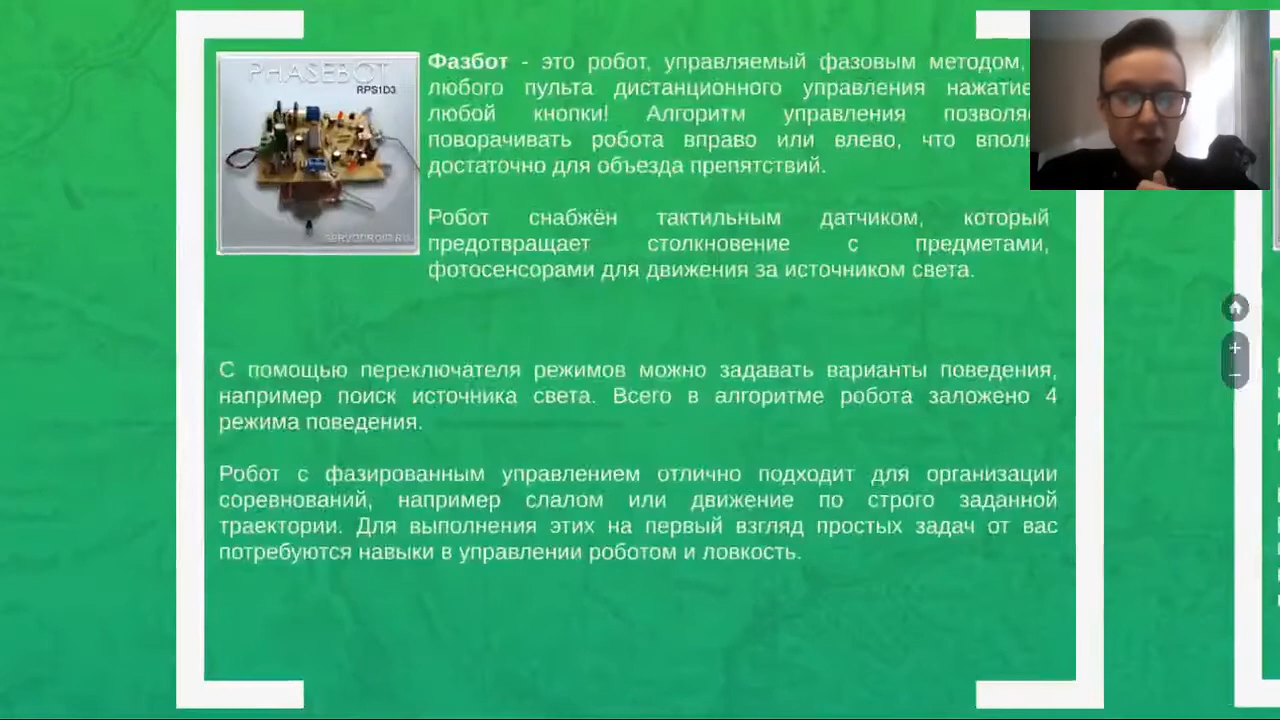 PHASEBOT
RPS1D3
SERVODROID.RU
Фазбот - это робот, управляемый фазовым методом,
любого пульта дистанционного управления
любой кнопки! Алгоритм управления
поворачивать робота вправо или влево, что
достаточно для объезда препятствий.
Робот снабжён тактильным датчиком, который
предотвращает столкновение с предметами,
фотосенсорами для движения за источником света.
С помощью переключателя режимов можно задавать варианты поведения,
например поиск источника света. Всего в алгоритме робота заложено 4
режима поведения.
Робот с фазированным управлением отлично подходит для организации
соревнований, например слалом или движение по строго заданной
траектории. Для выполнения этих на первый взгляд простых задач от вас
потребуются навыки в управлении роботом и ловкость.